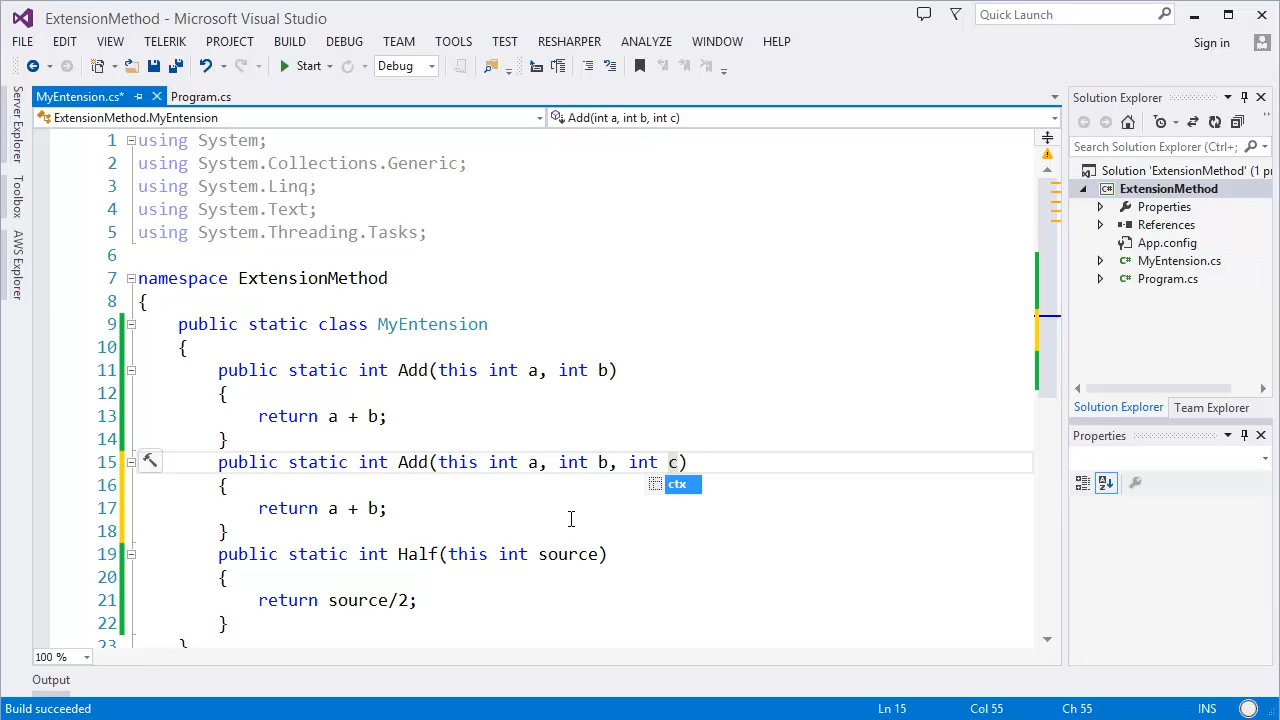 ExtensionMethod - Microsoft Visual Studio
Quick Launch
FILE EDIT VIEW TELERIK PROJECT BUILD DEBUG TEAM TOOLS TEST RESHARPER ANALYZE WINDOW HELP
Sign in
Start Debug
Server Explorer
Toolbox
AWS Explorer
MyEntension.cs* Program.cs
ExtensionMethod.MyEntension Add(int a, int b, int c)
1 using System;
2 using System.Collections.Generic;
3 using System.Linq;
4 using System.Text;
5 using System.Threading.Tasks;
6
7 namespace ExtensionMethod
8 {
9 public static class MyEntension
10 {
11 public static int Add(this int a, int b)
12 {
13 return a + b;
14 }
15 public static int Add(this int a, int b, int c)
ctx
16 {
17 return a + b;
18 }
19 public static int Half(this int source)
20 {
21 return source/2;
22 }
23 }
100 %
Solution Explorer
Search Solution Explorer (Ctrl+;
Solution 'ExtensionMethod' (1 pr
ExtensionMethod
Properties
References
App.config
MyEntension.cs
Program.cs
Solution Explorer Team Explorer
Properties
Output
Build succeeded Ln 15 Col 55 Ch 55 INS